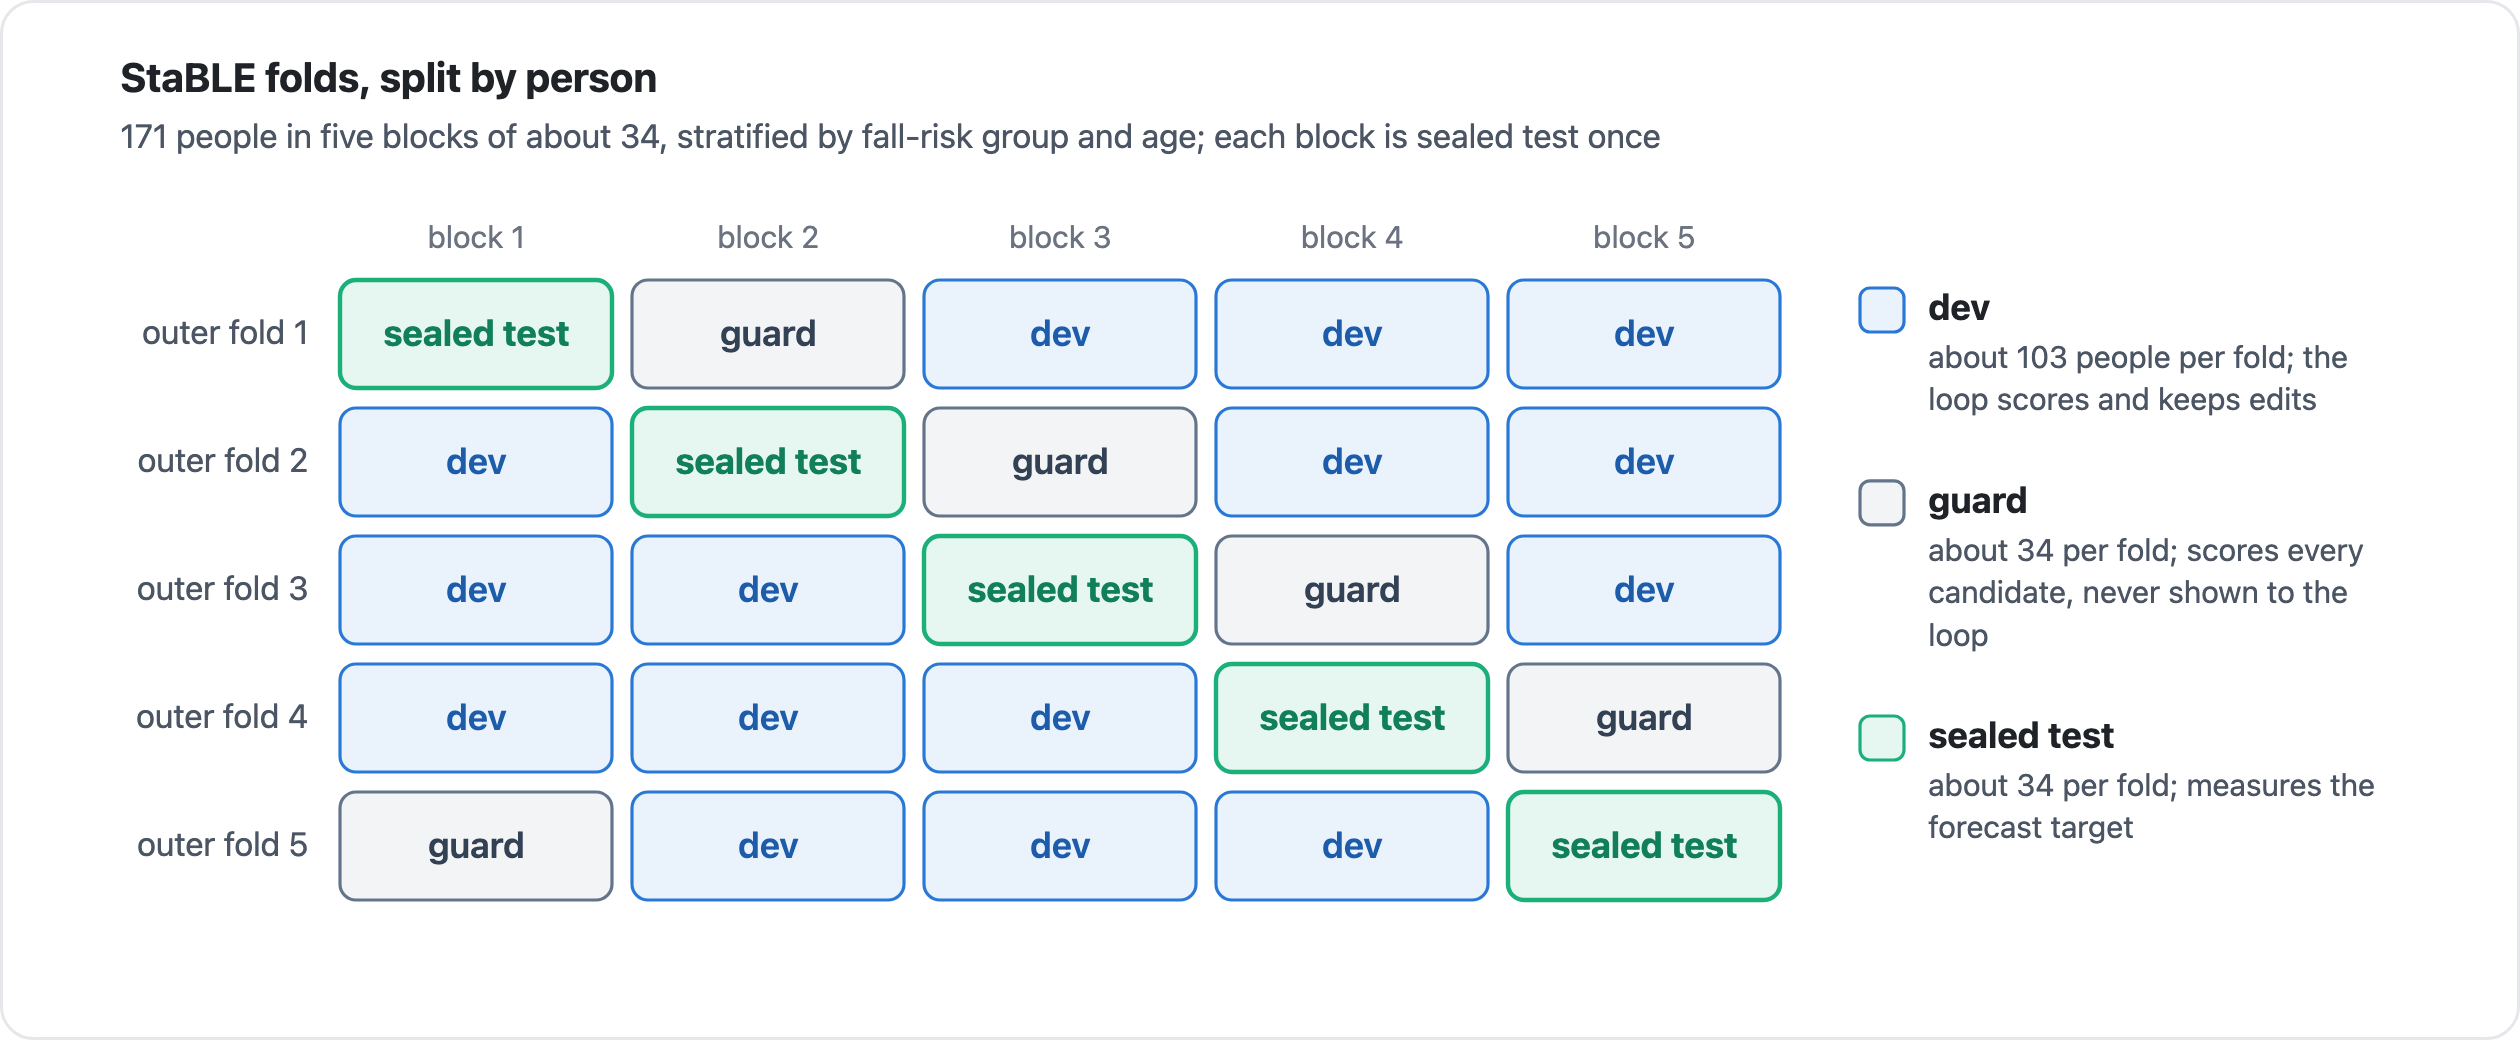 StaBLE folds, split by person
171 people in five blocks of about 34, stratified by fall-risk group and age; each block is sealed test once
block 1 block 2 block 3 block 4 block 5
outer fold 1 sealed test guard dev dev dev
outer fold 2 dev sealed test guard dev dev
outer fold 3 dev dev sealed test guard dev
outer fold 4 dev dev dev sealed test guard
outer fold 5 guard dev dev dev sealed test
dev
about 103 people per fold; the
loop scores and keeps edits
guard
about 34 per fold; scores every
candidate, never shown to the
loop
sealed test
about 34 per fold; measures the
forecast target